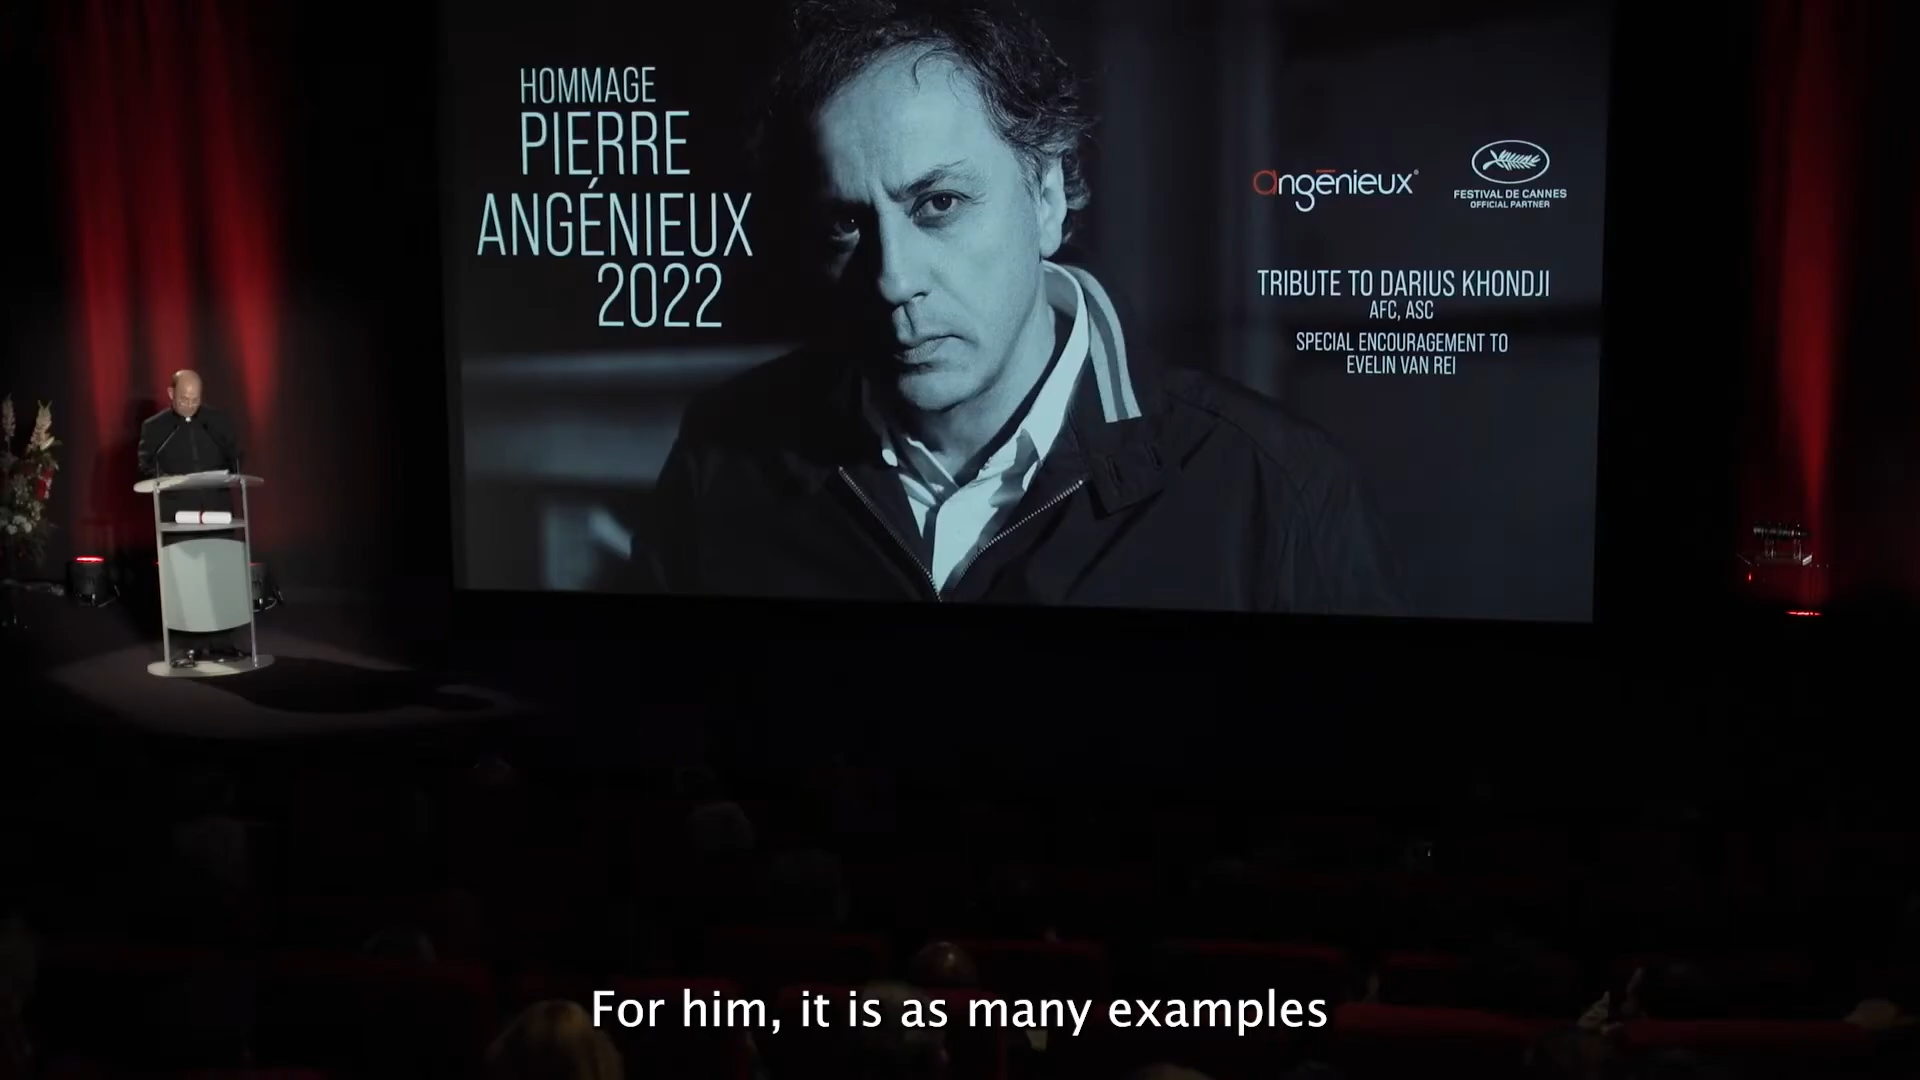 HOMMAGE
PIERRE
ANGÉNIEUX
2022
angénieux
FESTIVAL DE CANNES
OFFICIAL PARTNER
TRIBUTE TO DARIUS KHONDJI
AFC, ASC
SPECIAL ENCOURAGEMENT TO
EVELIN VAN REI
For him, it is as many examples